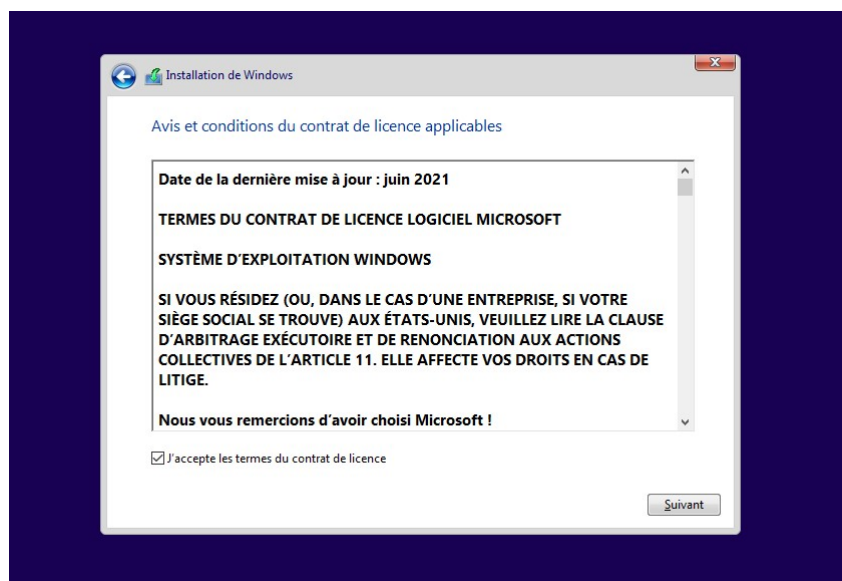 Installation de Windows
Avis et conditions du contrat de licence applicables
Date de la dernière mise à jour : juin 2021
TERMES DU CONTRAT DE LICENCE LOGICIEL MICROSOFT
SYSTÈME D’EXPLOITATION WINDOWS
SI VOUS RÉSIDEZ (OU, DANS LE CAS D’UNE ENTREPRISE, SI VOTRE
SIÈGE SOCIAL SE TROUVE) AUX ÉTATS-UNIS, VEUILLEZ LIRE LA CLAUSE
D’ARBITRAGE EXÉCUTOIRE ET DE RENONCIATION AUX ACTIONS
COLLECTIVES DE L’ARTICLE 11. ELLE AFFECTE VOS DROITS EN CAS DE
LITIGE.
Nous vous remercions d’avoir choisi Microsoft !
J'accepte les termes du contrat de licence
Suivant